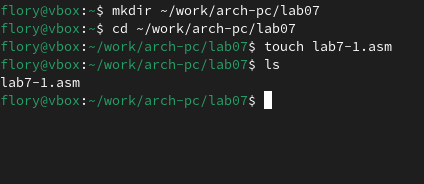 flory@vbox:~$ mkdir ~/work/arch-pc/lab07
flory@vbox:~$ cd ~/work/arch-pc/lab07
flory@vbox:~/work/arch-pc/lab07$ touch lab7-1.asm
flory@vbox:~/work/arch-pc/lab07$ ls
lab7-1.asm
flory@vbox:~/work/arch-pc/lab07$